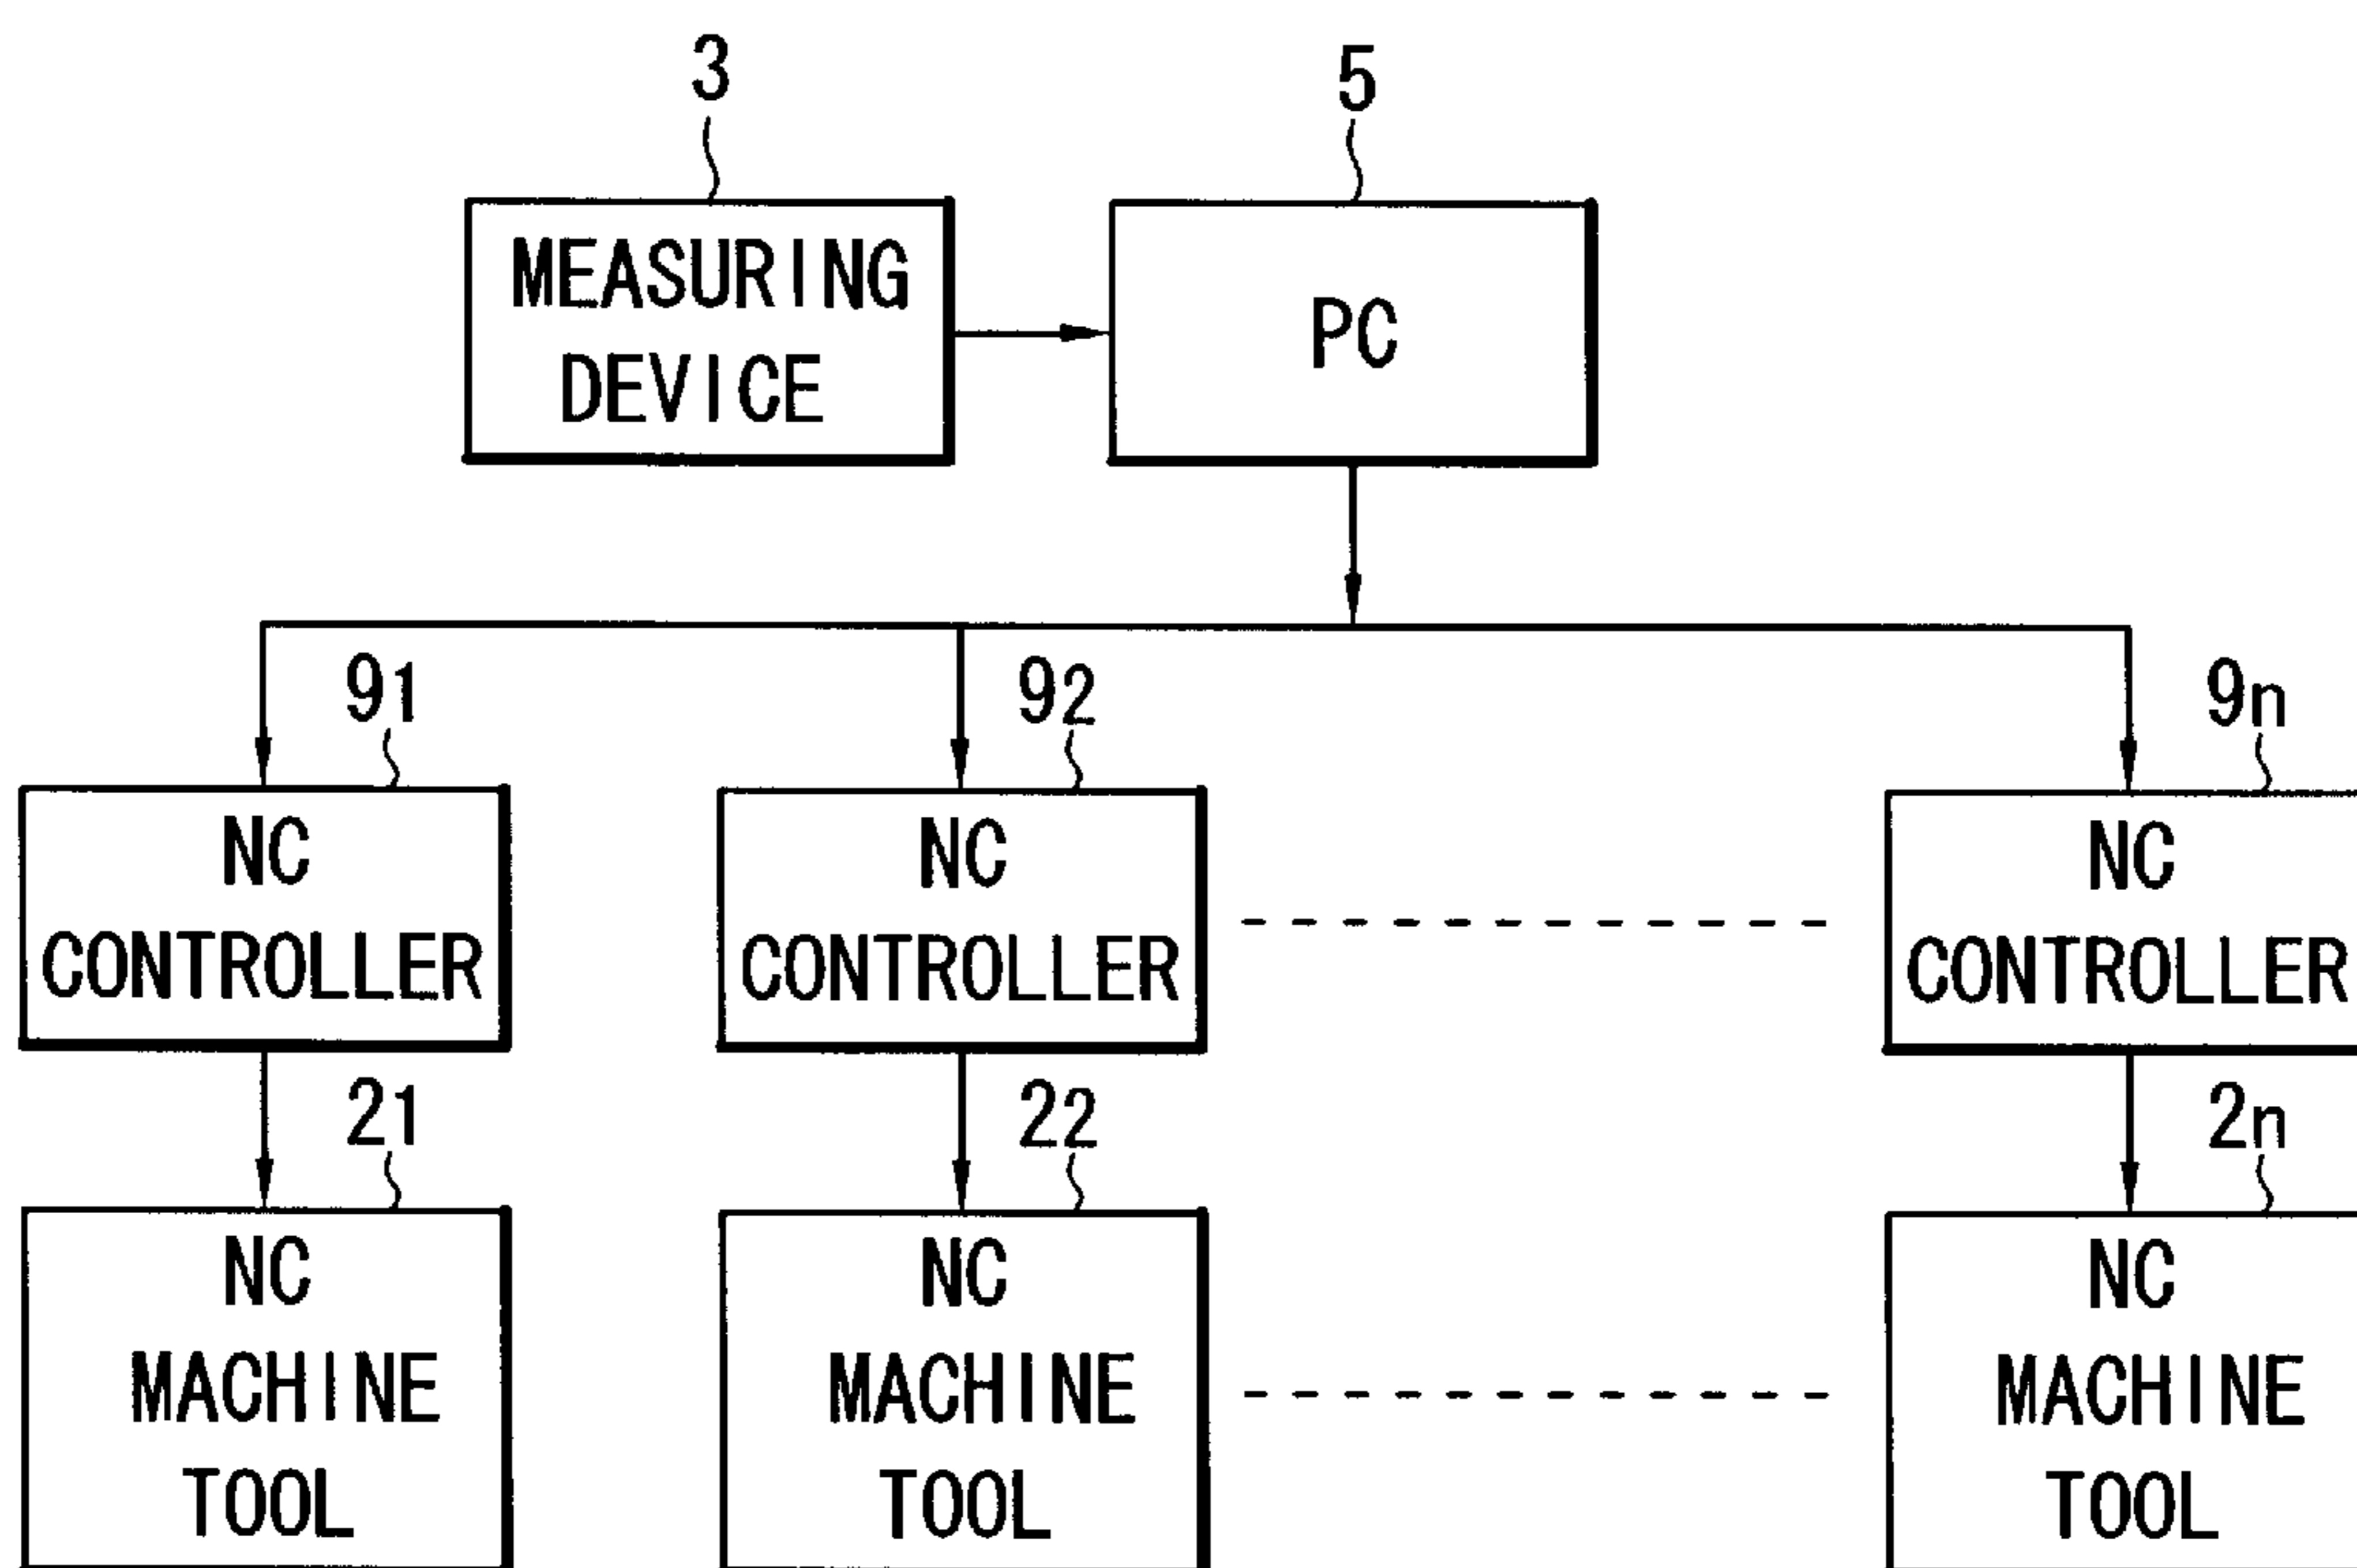 3
5
MEASURING
DEVICE
PC
91
92
9n
NC
CONTROLLER
NC
CONTROLLER
NC
CONTROLLER
21
22
2n
NC
MACHINE
TOOL
NC
MACHINE
TOOL
NC
MACHINE
TOOL